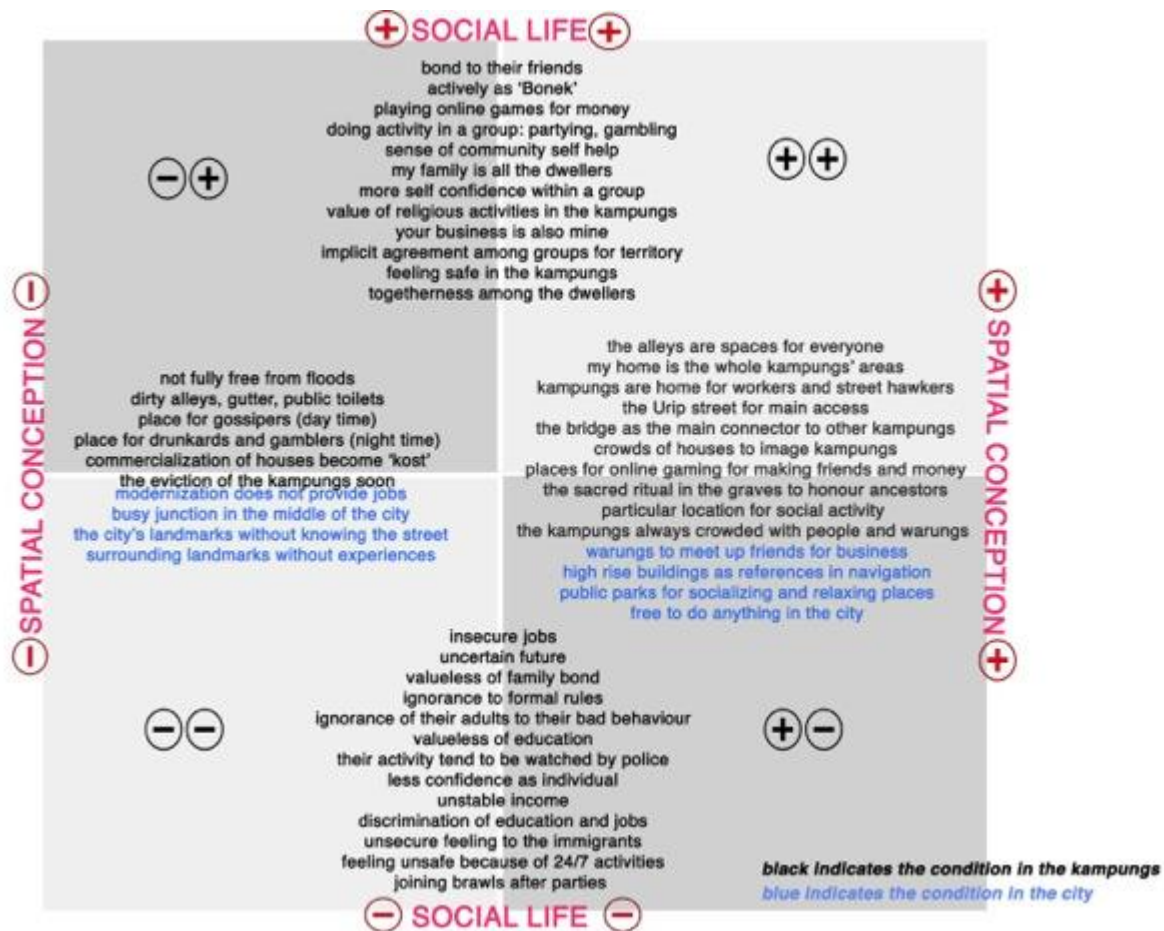 + SOCIAL LIFE +
bond to their friends
actively as 'Bonek'
playing online games for money
doing activity in a group: partying, gambling
sense of community self help
my family is all the dwellers
more self confidence within a group
value of religious activities in the kampungs
your business is also mine
implicit agreement among groups for territory
feeling safe in the kampungs
togetherness among the dwellers
− +
+ +
− SPATIAL CONCEPTION −
not fully free from floods
dirty alleys, gutter, public toilets
place for gossipers (day time)
place for drunkards and gamblers (night time)
commercialization of houses become 'kost'
the eviction of the kampungs soon
modernization does not provide jobs
busy junction in the middle of the city
the city's landmarks without knowing the street
surrounding landmarks without experiences
the alleys are spaces for everyone
my home is the whole kampungs' areas
kampungs are home for workers and street hawkers
the Urip street for main access
the bridge as the main connector to other kampungs
crowds of houses to image kampungs
places for online gaming for making friends and money
the sacred ritual in the graves to honour ancestors
particular location for social activity
the kampungs always crowded with people and warungs
warungs to meet up friends for business
high rise buildings as references in navigation
public parks for socializing and relaxing places
free to do anything in the city
+ SPATIAL CONCEPTION +
insecure jobs
uncertain future
valueless of family bond
ignorance to formal rules
ignorance of their adults to their bad behaviour
valueless of education
their activity tend to be watched by police
less confidence as individual
unstable income
discrimination of education and jobs
unsecure feeling to the immigrants
feeling unsafe because of 24/7 activities
joining brawls after parties
− −
+ −
− SOCIAL LIFE −
black indicates the condition in the kampungs
blue indicates the condition in the city